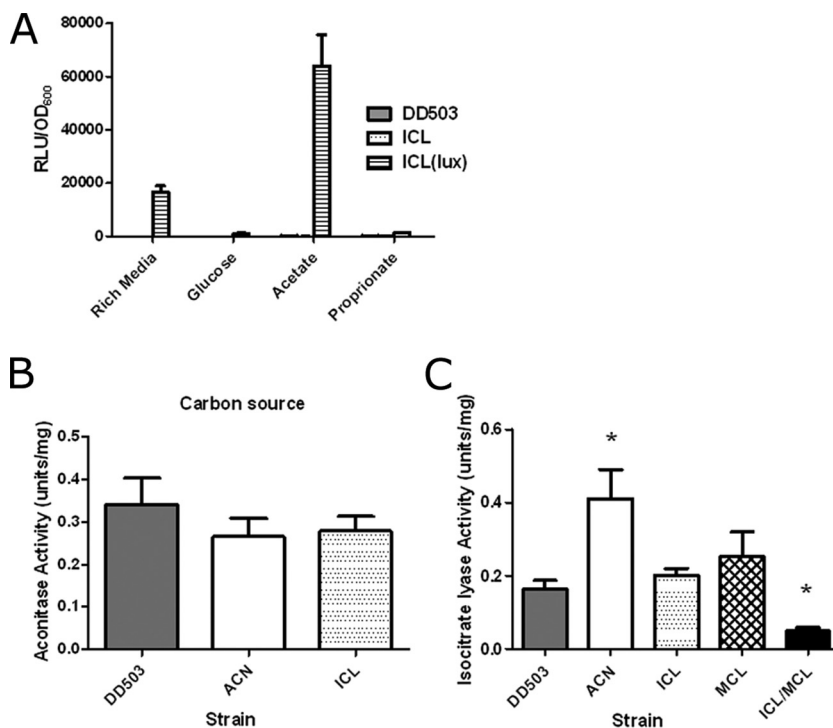 A
RLU/OD600
80000
60000
40000
20000
0
DD503
ICL
ICL(lux)
Rich Media
Glucose
Acetate
Proprionate
Carbon source
B
Aconitase Activity (units/mg)
0.5
0.4
0.3
0.2
0.1
0.0
DD503
ACN
ICL
Strain
C
Isocitrate lyase Activity (units/mg)
0.6
0.4
0.2
0.0
*
*
DD503
ACN
ICL
MCL
ICL/MCL
Strain